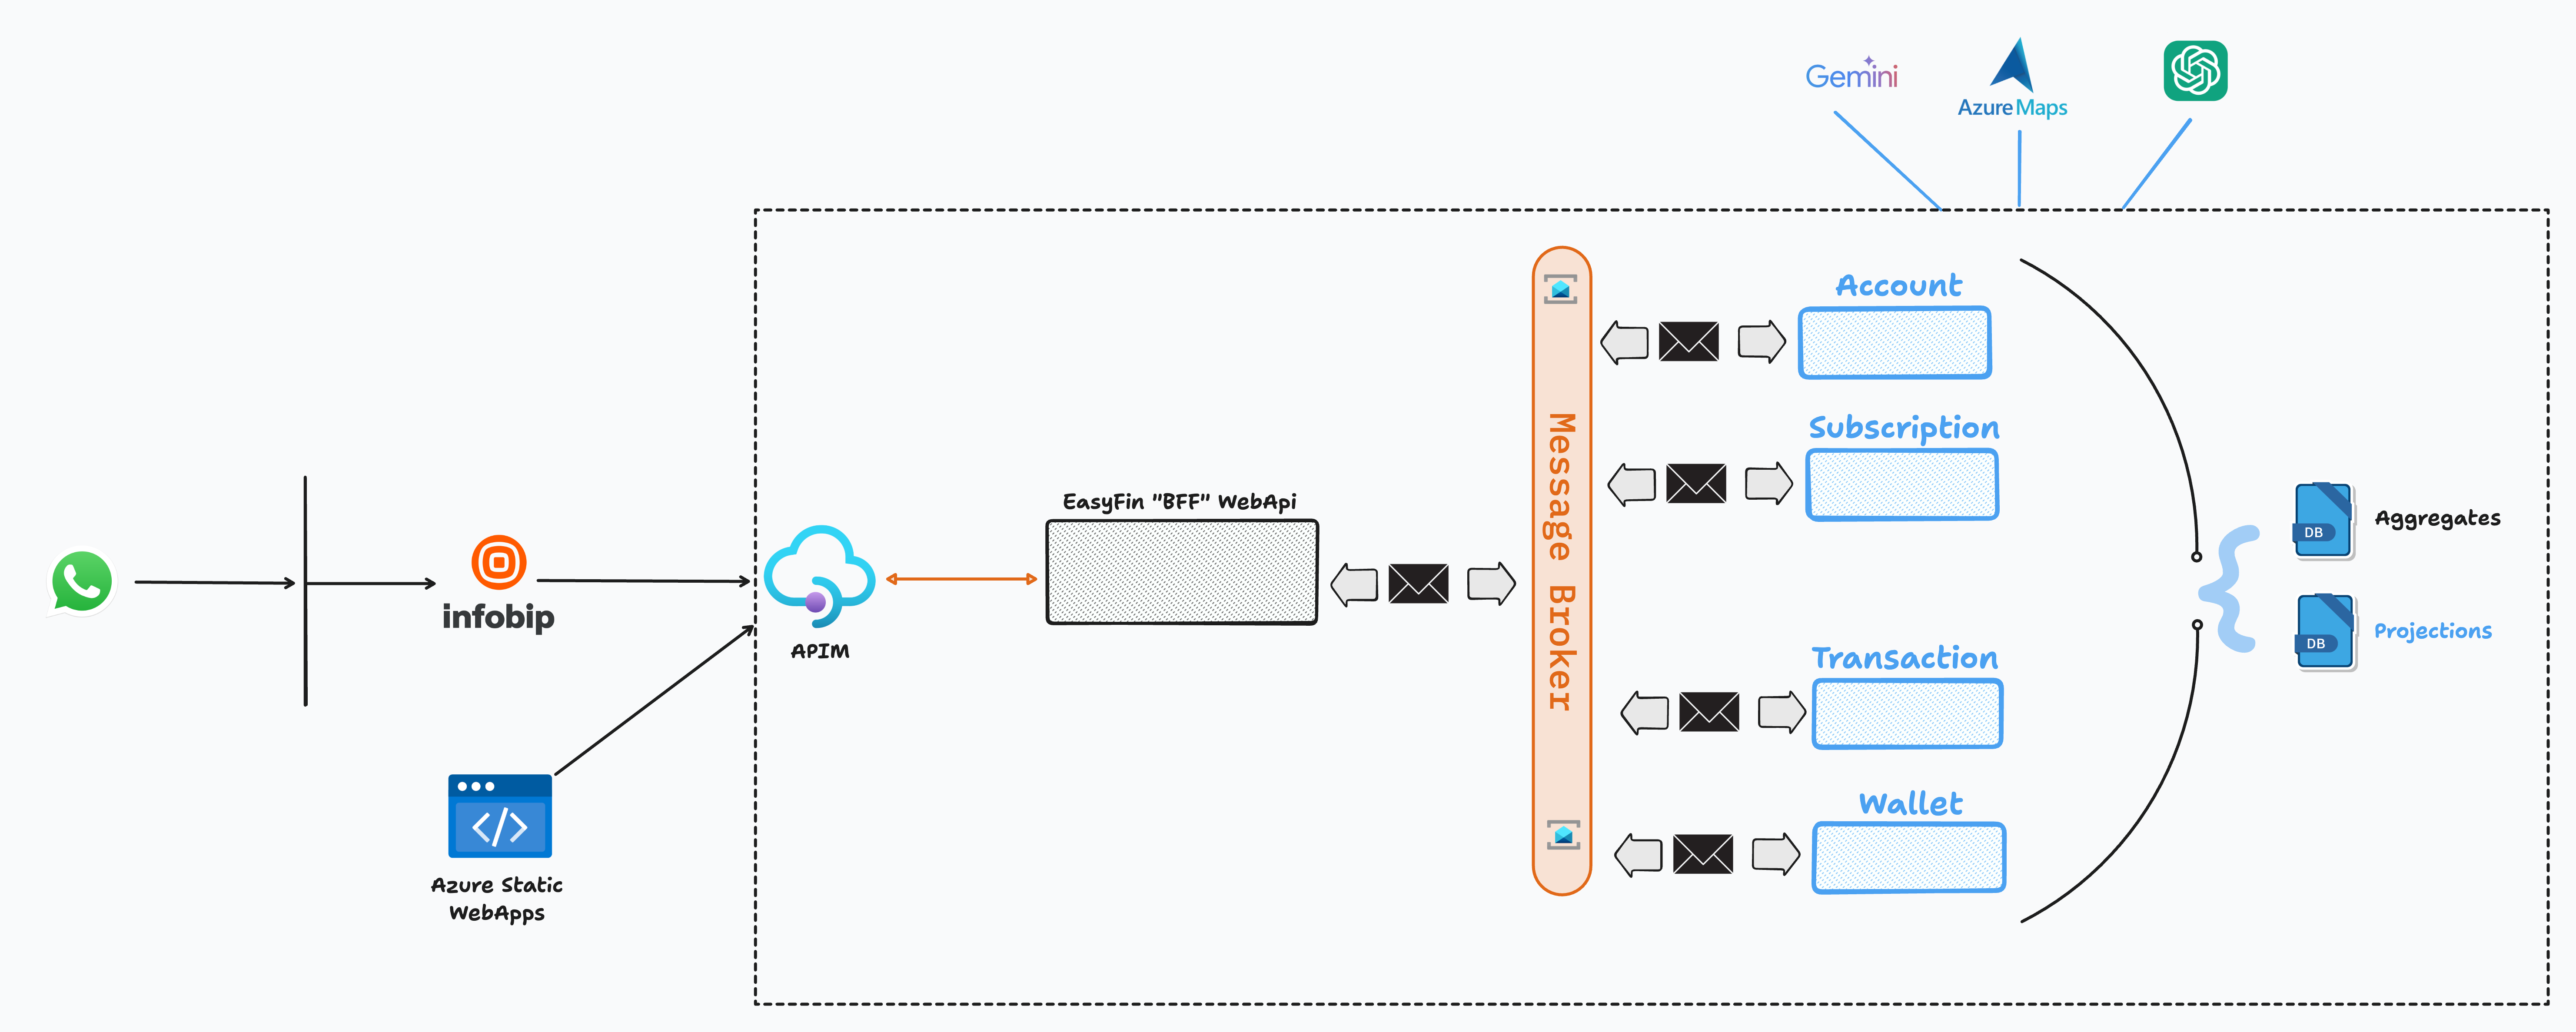 Gemini
Azure Maps
Account
Subscription
EasyFin "BFF" WebApi
Message Broker
DB
Aggregates
infobip
APIM
DB
Projections
Transaction
Wallet
Azure Static
WebApps